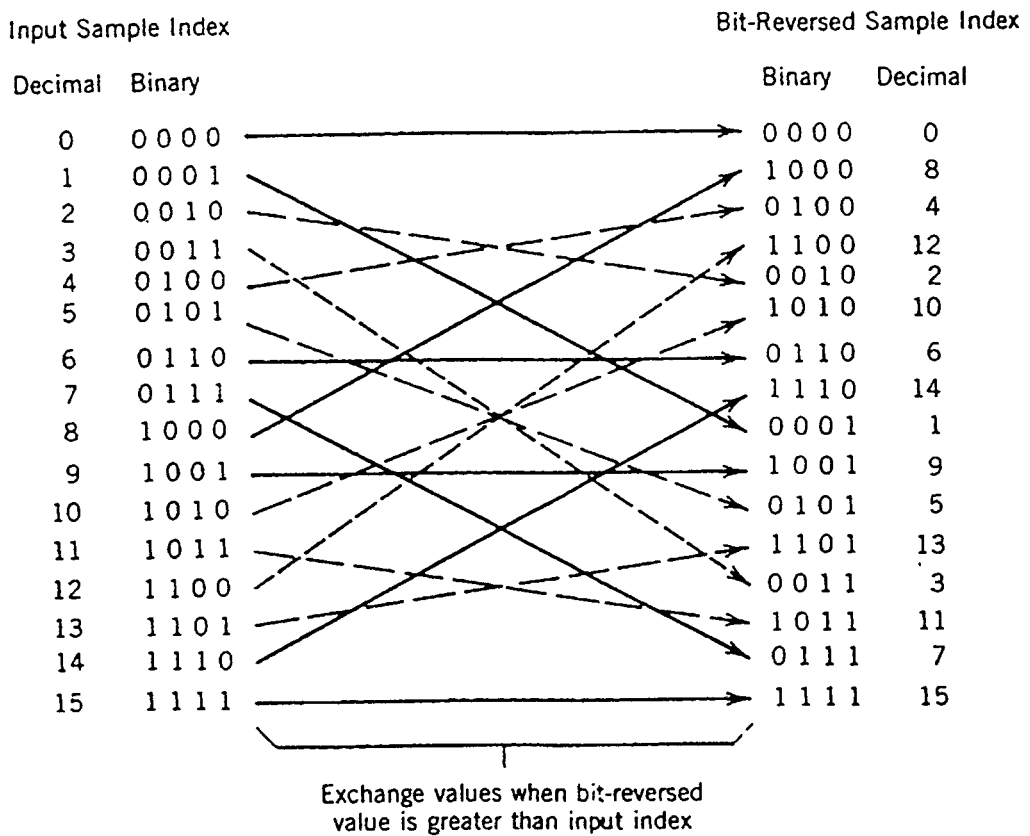 Input Sample Index Bit-Reversed Sample Index
Decimal Binary Binary Decimal
0 0000 0000 0
1 0001 1000 8
2 0010 0100 4
3 0011 1100 12
4 0100 0010 2
5 0101 1010 10
6 0110 0110 6
7 0111 1110 14
8 1000 0001 1
9 1001 1001 9
10 1010 0101 5
11 1011 1101 13
12 1100 0011 3
13 1101 1011 11
14 1110 0111 7
15 1111 1111 15
Exchange values when bit-reversed
value is greater than input index